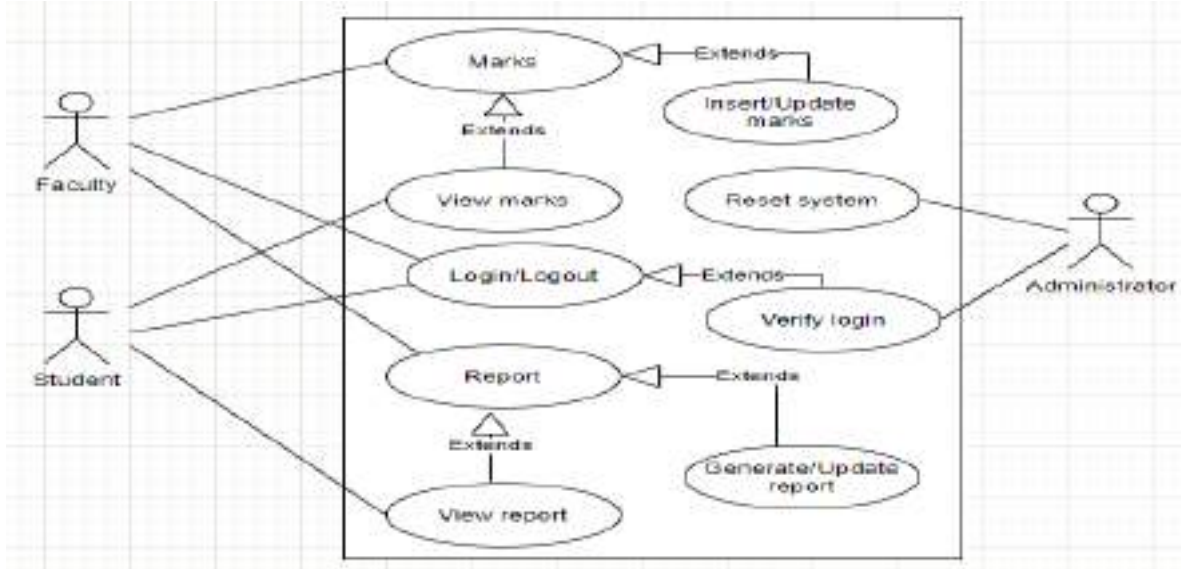 Marks
Extends
Insert/Update
marks
Extends
Faculty
View marks
Reset system
Login/Logout
Extends
Administrator
Verify login
Student
Report
Extends
Extends
Generate/Update
report
View report